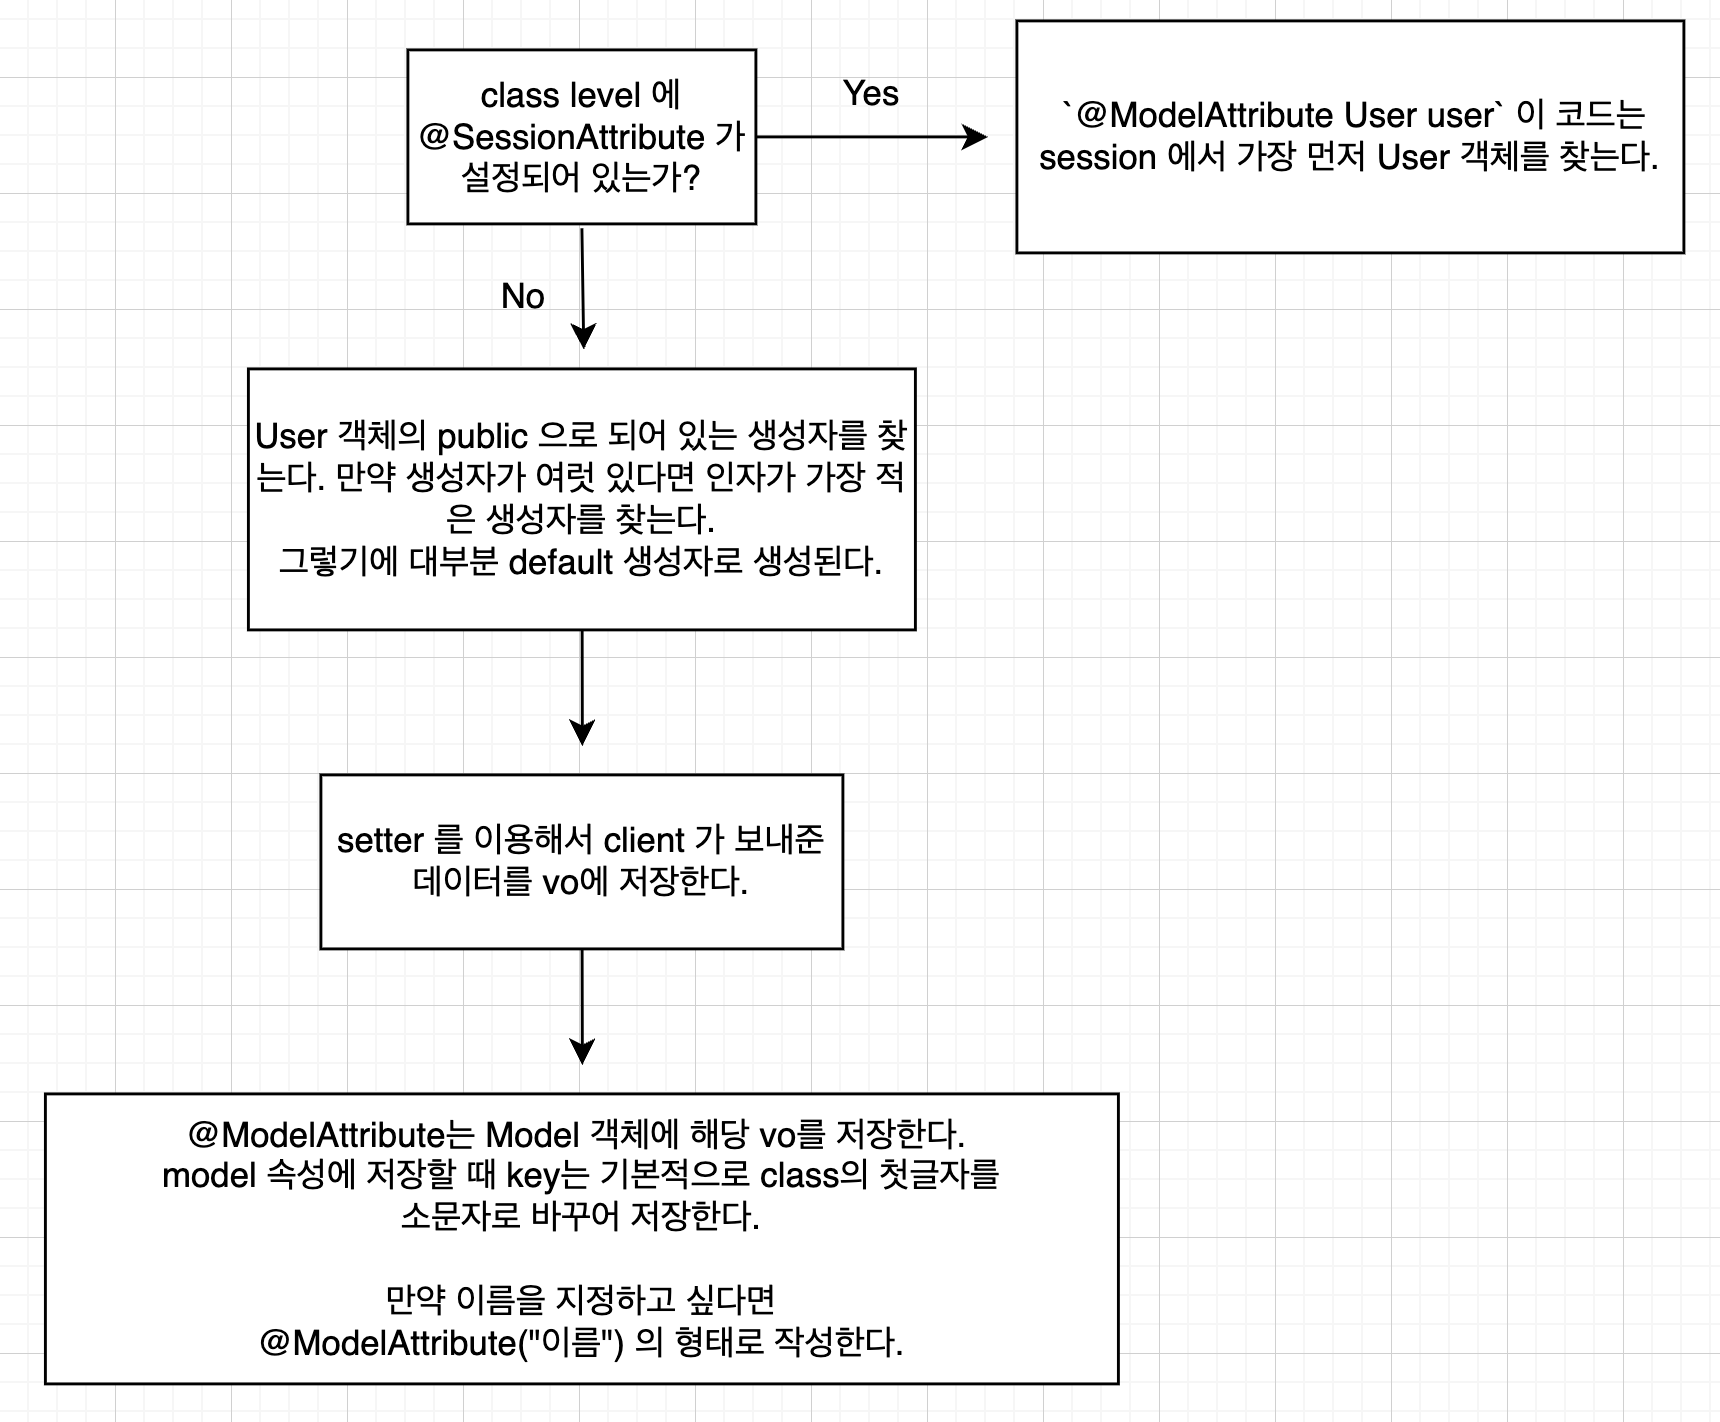 class level 에
@SessionAttribute 가
설정되어 있는가?
Yes
`@ModelAttribute User user` 이 코드는
session 에서 가장 먼저 User 객체를 찾는다.
No
User 객체의 public 으로 되어 있는 생성자를 찾
는다. 만약 생성자가 여럿 있다면 인자가 가장 적
은 생성자를 찾는다.
그렇기에 대부분 default 생성자로 생성된다.
setter 를 이용해서 client 가 보내준
데이터를 vo에 저장한다.
@ModelAttribute는 Model 객체에 해당 vo를 저장한다.
model 속성에 저장할 때 key는 기본적으로 class의 첫글자를
소문자로 바꾸어 저장한다.
만약 이름을 지정하고 싶다면
@ModelAttribute("이름") 의 형태로 작성한다.